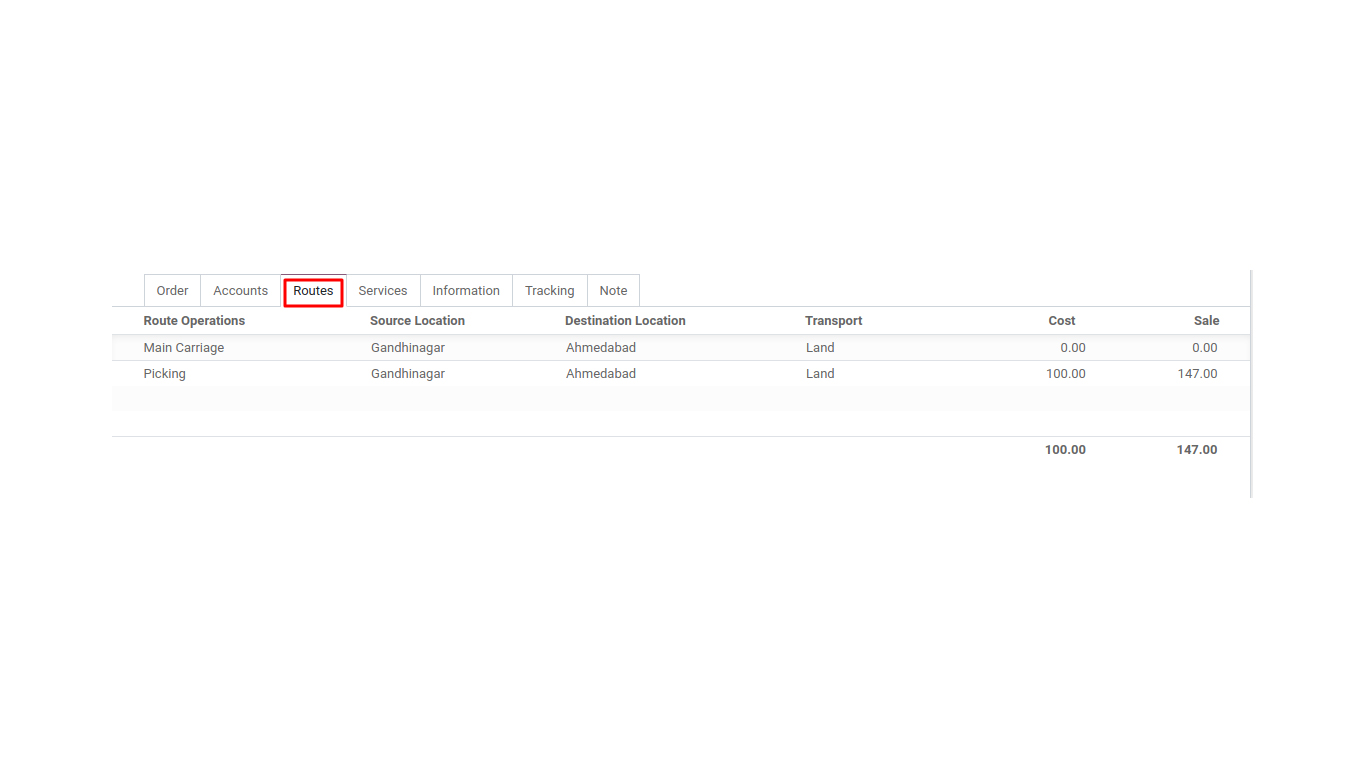 Order Accounts Routes Services Information Tracking Note
Route Operations Source Location Destination Location Transport Cost Sale
Main Carriage Gandhinagar Ahmedabad Land 0.00 0.00
Picking Gandhinagar Ahmedabad Land 100.00 147.00
100.00 147.00